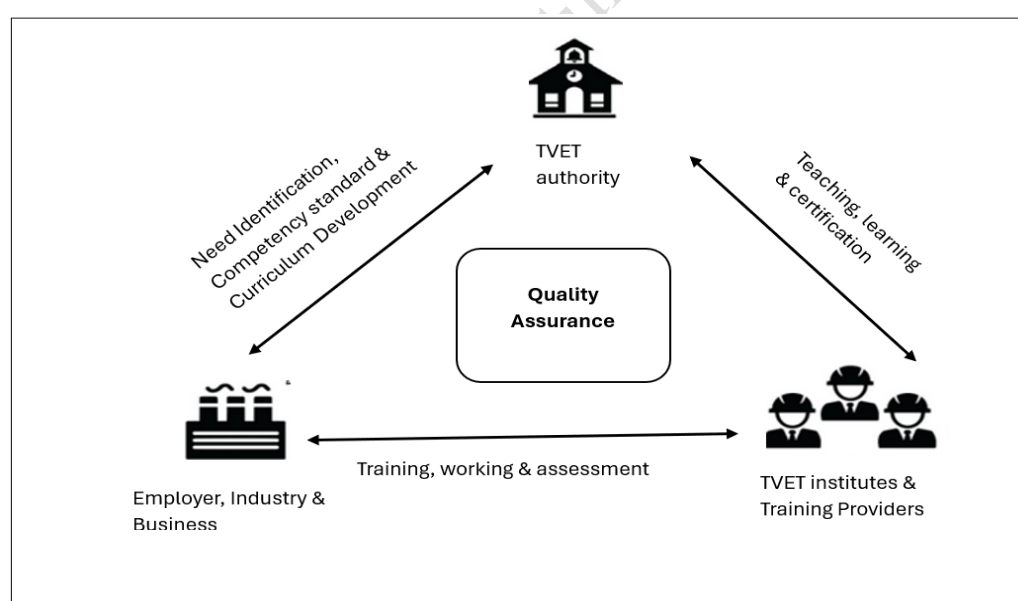 TVET
authority
Need Identification,
Competency standard &
Curriculum Development
Teaching, learning
& certification
Quality
Assurance
Training, working & assessment
Employer, Industry &
Business
TVET institutes &
Training Providers